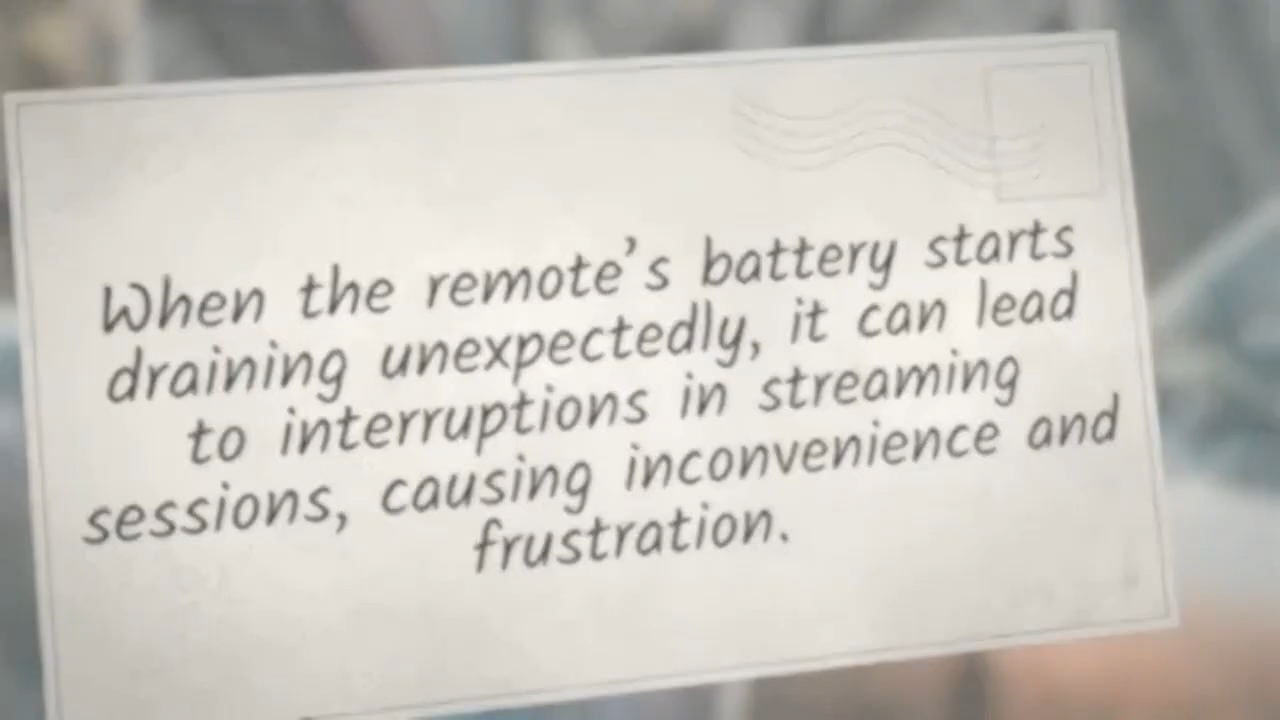 When the remote's battery starts
draining unexpectedly, it can lead
to interruptions in streaming
sessions, causing inconvenience and
frustration.